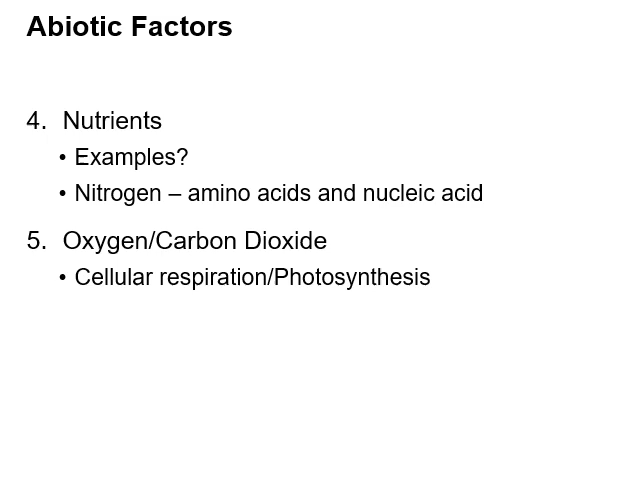 Abiotic Factors
4. Nutrients
• Examples?
• Nitrogen – amino acids and nucleic acid
5. Oxygen/Carbon Dioxide
• Cellular respiration/Photosynthesis